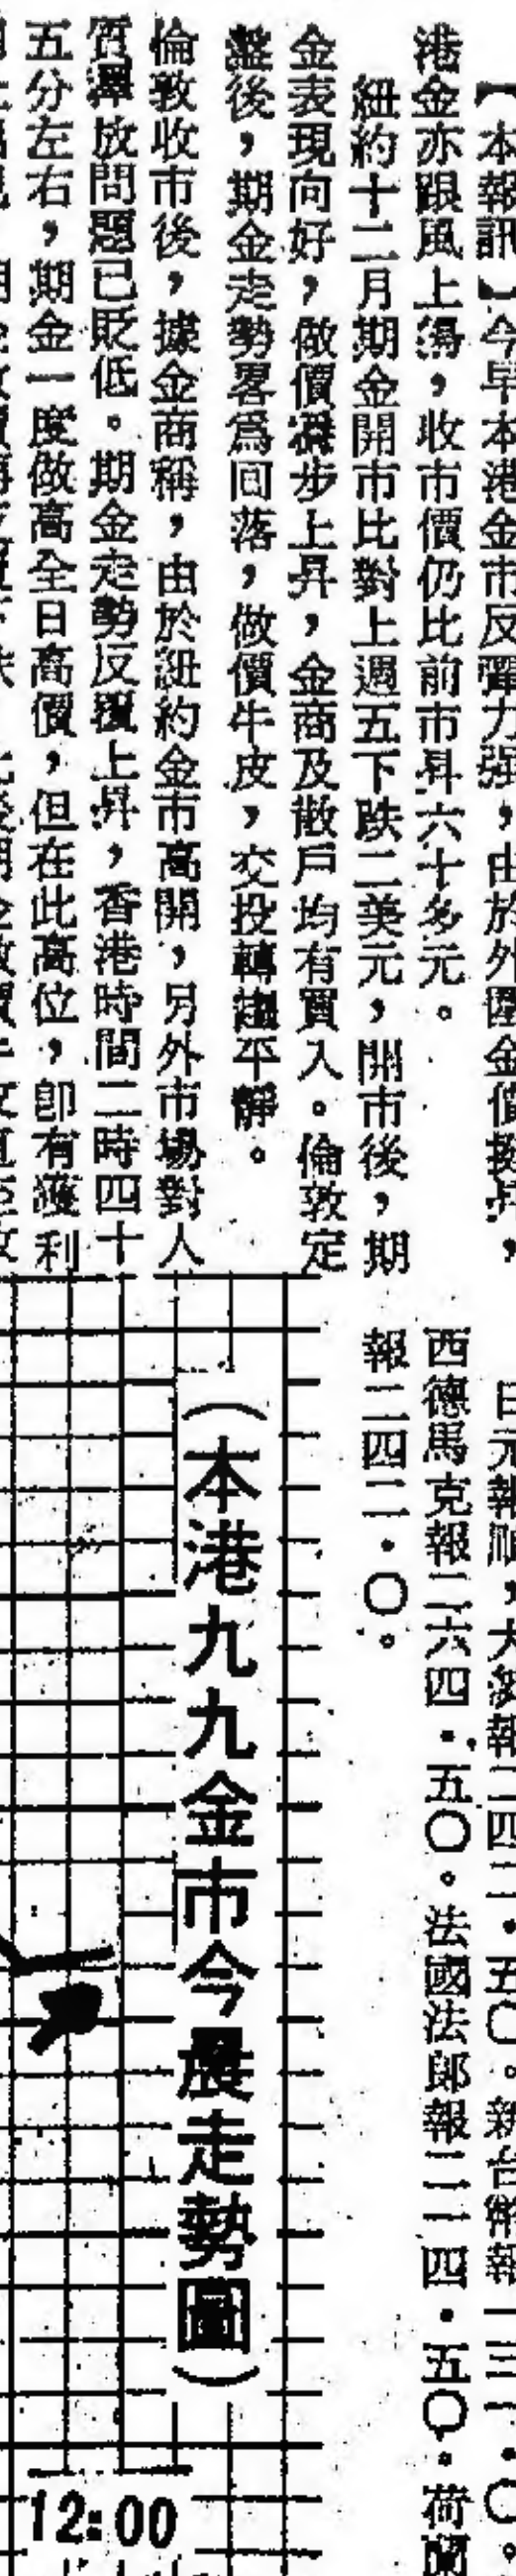 【本報訊】今早本港金市反彈力强，由於外圍金價挺升，
港金亦跟風上揚，收市價仍比前市升六十多元。
紐約十二月期金開市比對上週五下跌二美元，開市後，期
金表現向好，做價穩步上昇，金商及散戶均有買入。倫敦定
盤後，期金走勢畧爲回落，做價牛皮，交投轉趨平靜。
倫敦收市後，據金商稱，由於紐約金市高開，另外市場對人
質釋放問題已貶低。期金走勢反覆上升，香港時間二時四十
五分左右，期金一度做高全日高價，但在此高位，卽有獲利
日元報順，大鈔報二四二・五〇。新台幣報一三一・〇。
西德馬克報二六四・五〇。法國法郎報二一四・五〇。荷蘭
報二四二・〇。
（本港九九金市今晨走勢圖）
12:00